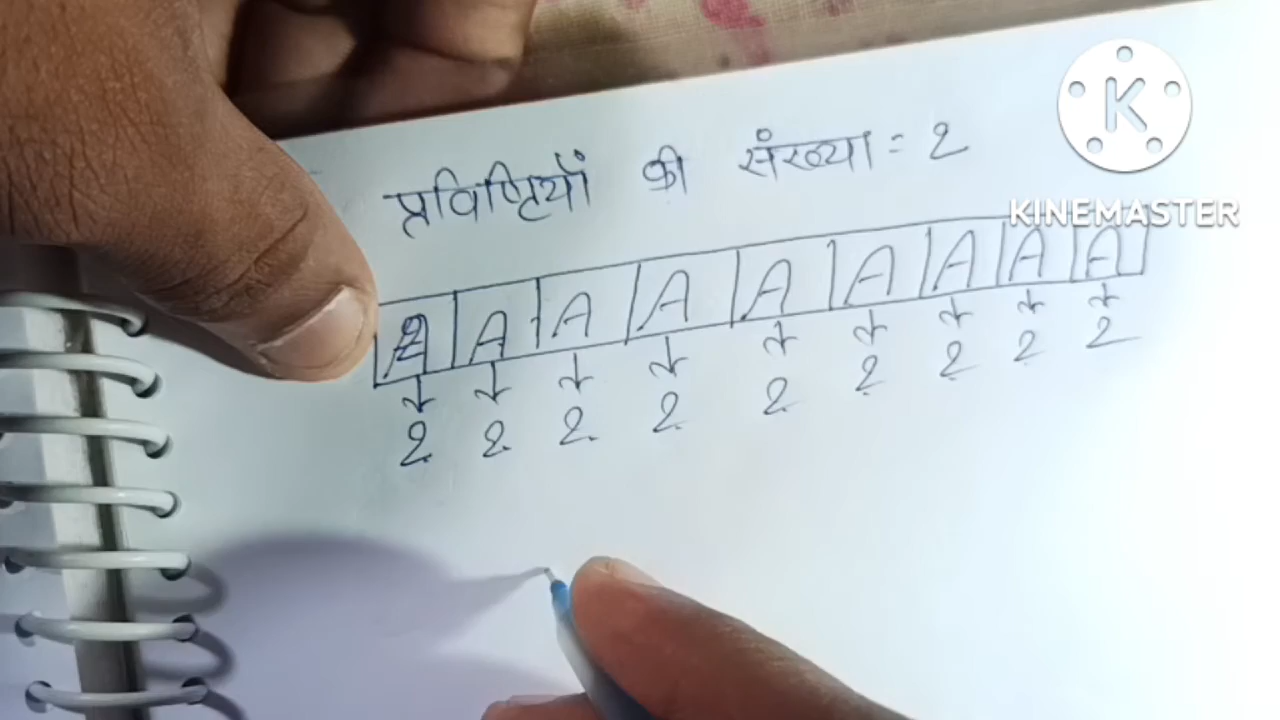 प्रविष्टियों की संख्या = 2
A A A A A A A A
2 2 2 2 2 2 2 2 2
K
KINEMASTER